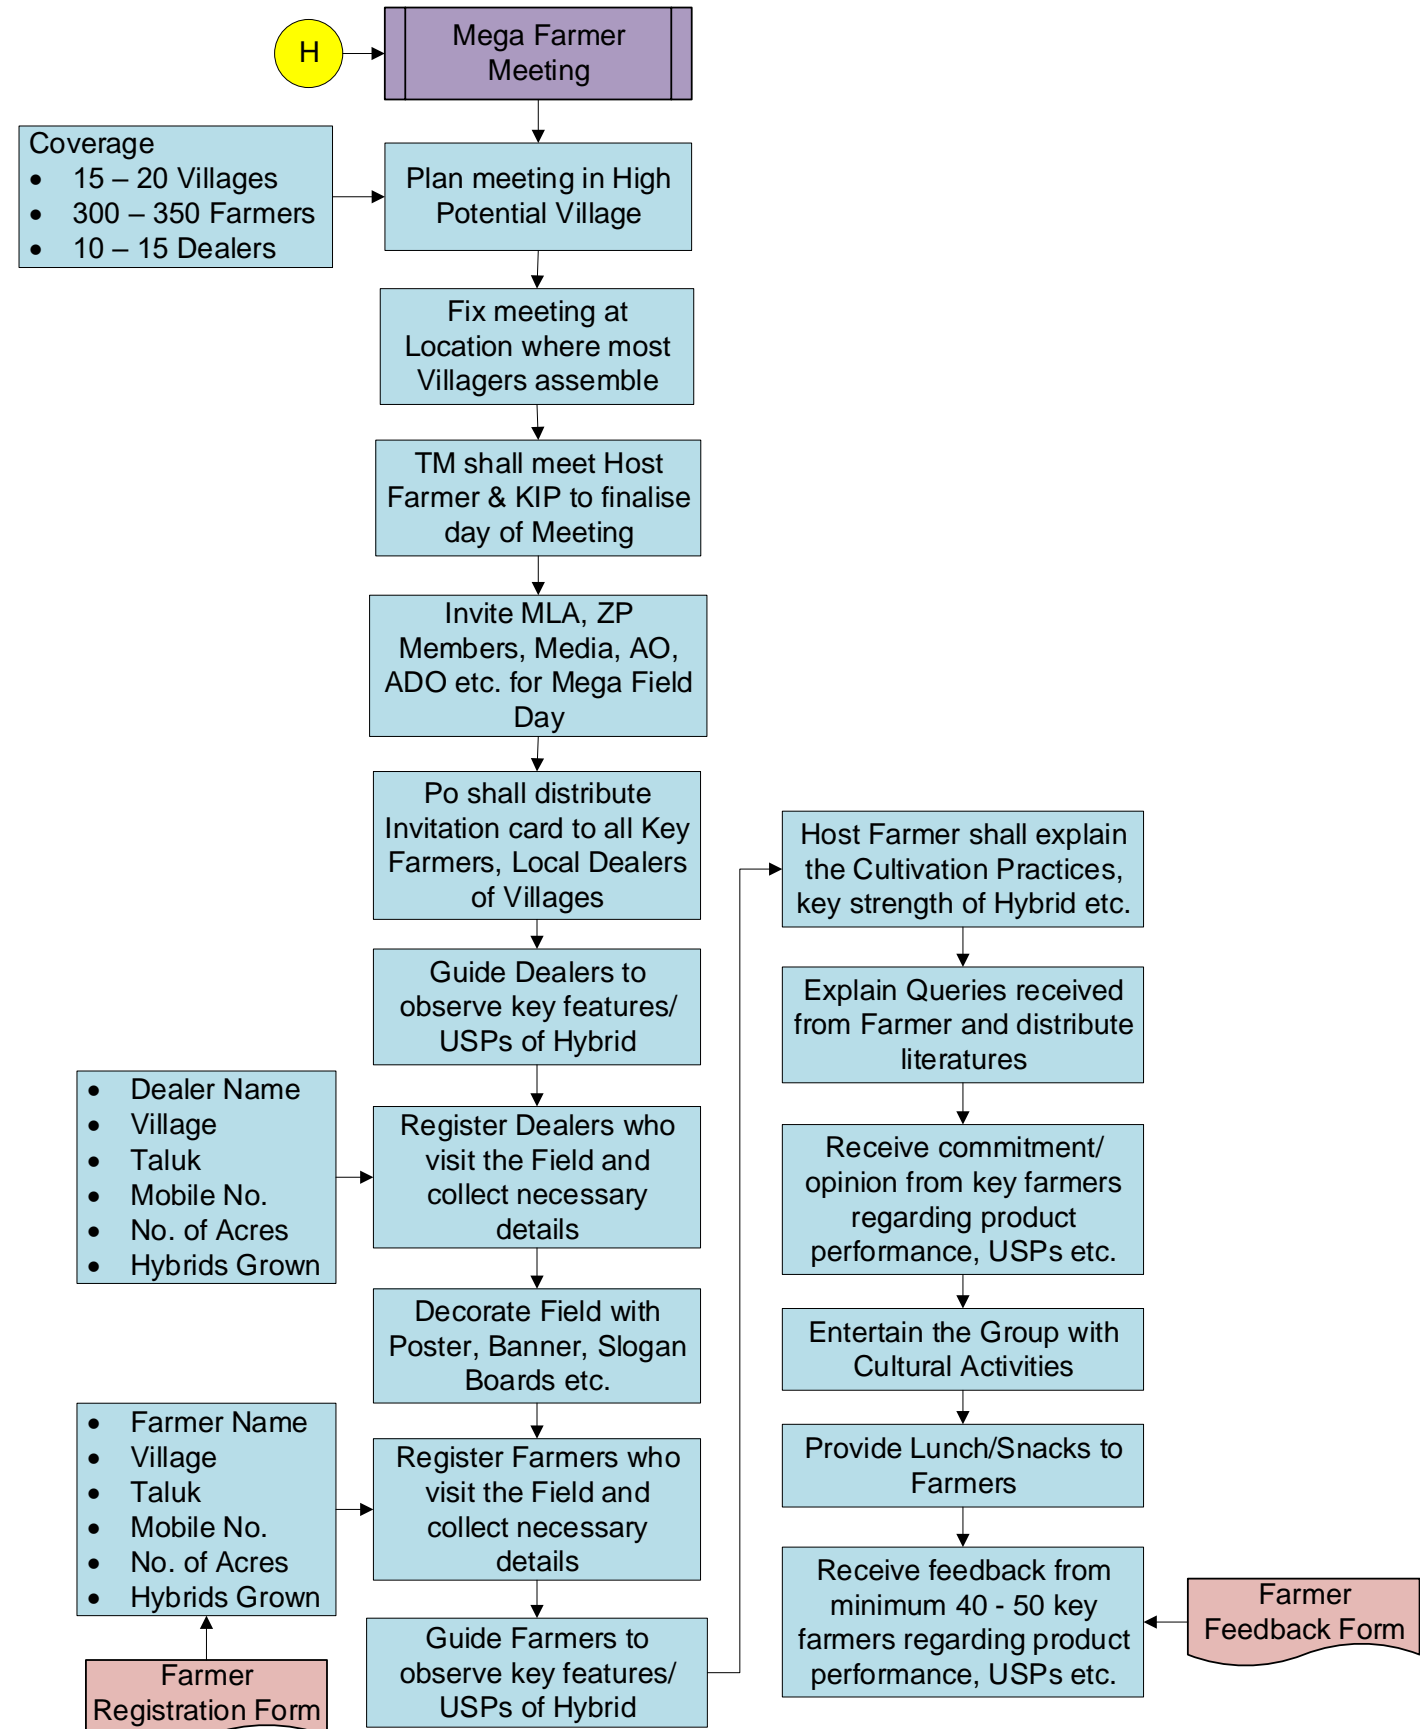 H
Mega Farmer
Meeting
Coverage
• 15 – 20 Villages
• 300 – 350 Farmers
• 10 – 15 Dealers
Plan meeting in High
Potential Village
Fix meeting at
Location where most
Villagers assemble
TM shall meet Host
Farmer & KIP to finalise
day of Meeting
Invite MLA, ZP
Members, Media, AO,
ADO etc. for Mega Field
Day
Po shall distribute
Invitation card to all Key
Farmers, Local Dealers
of Villages
Guide Dealers to
observe key features/
USPs of Hybrid
• Dealer Name
• Village
• Taluk
• Mobile No.
• No. of Acres
• Hybrids Grown
Register Dealers who
visit the Field and
collect necessary
details
Decorate Field with
Poster, Banner, Slogan
Boards etc.
• Farmer Name
• Village
• Taluk
• Mobile No.
• No. of Acres
• Hybrids Grown
Farmer
Registration Form
Register Farmers who
visit the Field and
collect necessary
details
Guide Farmers to
observe key features/
USPs of Hybrid
Host Farmer shall explain
the Cultivation Practices,
key strength of Hybrid etc.
Explain Queries received
from Farmer and distribute
literatures
Receive commitment/
opinion from key farmers
regarding product
performance, USPs etc.
Entertain the Group with
Cultural Activities
Provide Lunch/Snacks to
Farmers
Receive feedback from
minimum 40 - 50 key
farmers regarding product
performance, USPs etc.
Farmer
Feedback Form